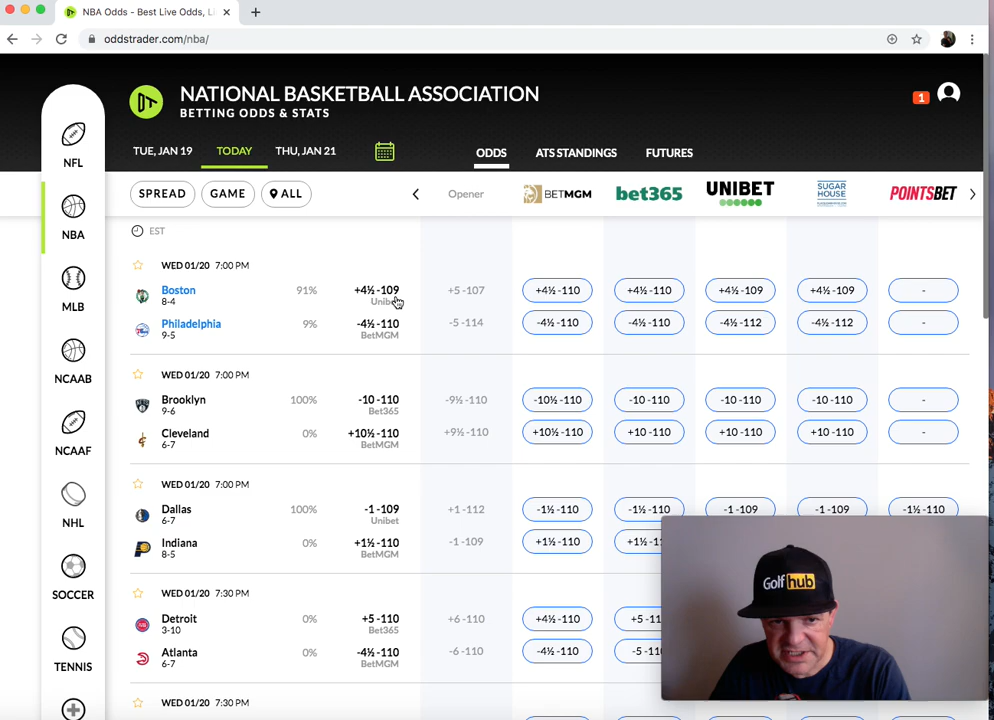 NBA Odds - Best Live Odds, Li
oddstrader.com/nba/
NATIONAL BASKETBALL ASSOCIATION
BETTING ODDS & STATS
1
TUE, JAN 19 TODAY THU, JAN 21 ODDS ATS STANDINGS FUTURES
SPREAD GAME ALL Opener BETMGM bet365 UNIBET SUGAR HOUSE POINTSBET
NFL
NBA
MLB
NCAAB
NCAAF
NHL
SOCCER
TENNIS
EST
WED 01/20 7:00 PM
Boston 91% +4½ -109 +5 -107 +4½ -110 +4½ -110 +4½ -109 +4½ -109 -
8-4 Unibet
Philadelphia 9% -4½ -110 -5 -114 -4½ -110 -4½ -110 -4½ -112 -4½ -112 -
9-5 BetMGM
WED 01/20 7:00 PM
Brooklyn 100% -10 -110 -9½ -110 -10½ -110 -10 -110 -10 -110 -10 -110 -
9-6 Bet365
Cleveland 0% +10½ -110 +9½ -110 +10½ -110 +10 -110 +10 -110 +10 -110 -
6-7 BetMGM
WED 01/20 7:00 PM
Dallas 100% -1 -109 +1 -112 -1½ -110 -1½ -110 -1 -109 -1 -109 -1½ -110
6-7 Unibet
Indiana 0% +1½ -110 -1 -109 +1½ -110 +1½ -11
8-5 BetMGM
WED 01/20 7:30 PM
Detroit 0% +5 -110 +6 -110 +4½ -110 +5 -11
3-10 Bet365
Atlanta 0% -4½ -110 -6 -110 -4½ -110 -5 -110
6-7 BetMGM
WED 01/20 7:30 PM
Golf hub